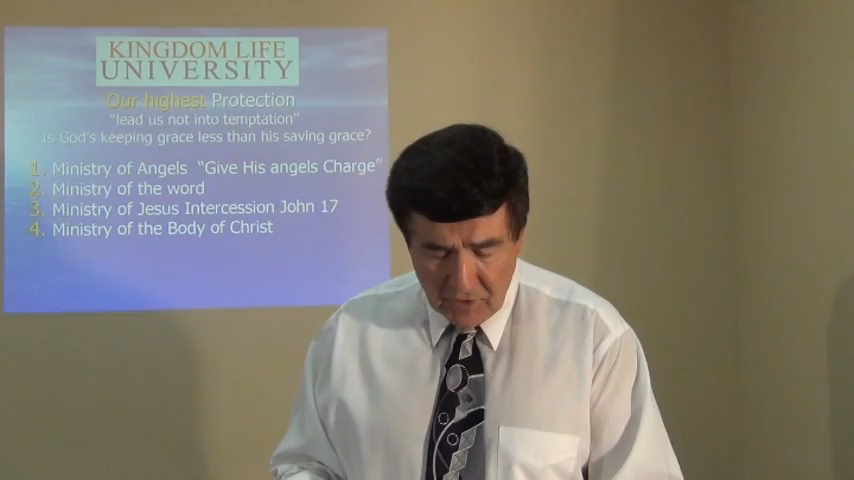 KINGDOM LIFE
UNIVERSITY
Our highest Protection
"lead us not into temptation"
Is God's keeping grace less than his saving grace?
1. Ministry of Angels "Give His angels Charge"
2. Ministry of the word
3. Ministry of Jesus Intercession John 17
4. Ministry of the Body of Christ